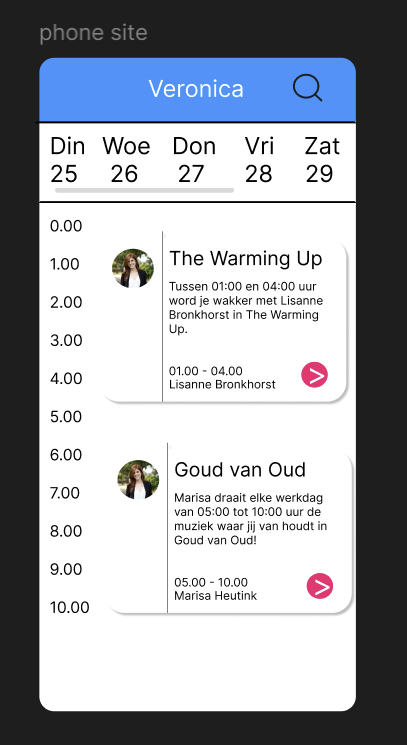 phone site
Veronica
Din Woe Don Vri Zat
25 26 27 28 29
0.00
1.00
2.00
3.00
4.00
5.00
6.00
7.00
8.00
9.00
10.00
The Warming Up
Tussen 01:00 en 04:00 uur
word je wakker met Lisanne
Bronkhorst in The Warming
Up.
01.00 - 04.00
Lisanne Bronkhorst
>
Goud van Oud
Marisa draait elke werkdag
van 05:00 tot 10:00 uur de
muziek waar jij van houdt in
Goud van Oud!
05.00 - 10.00
Marisa Heutink
>